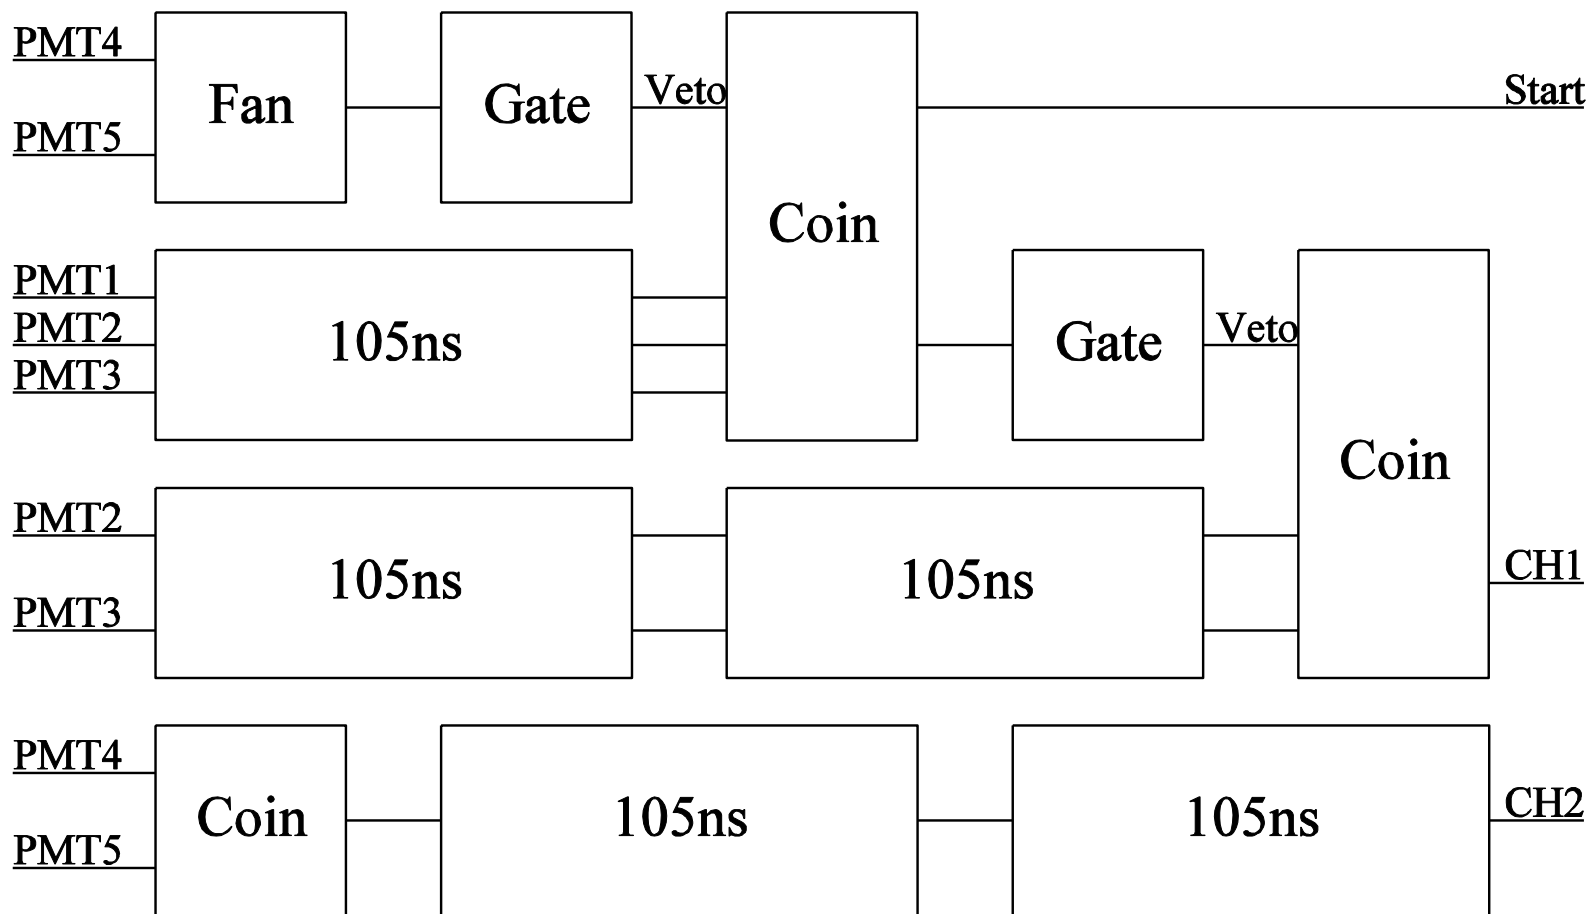 PMT4
Fan
Gate
Veto
Start
PMT5
Coin
PMT1
PMT2
PMT3
105ns
Gate
Veto
Coin
PMT2
PMT3
105ns
105ns
CH1
PMT4
PMT5
Coin
105ns
105ns
CH2